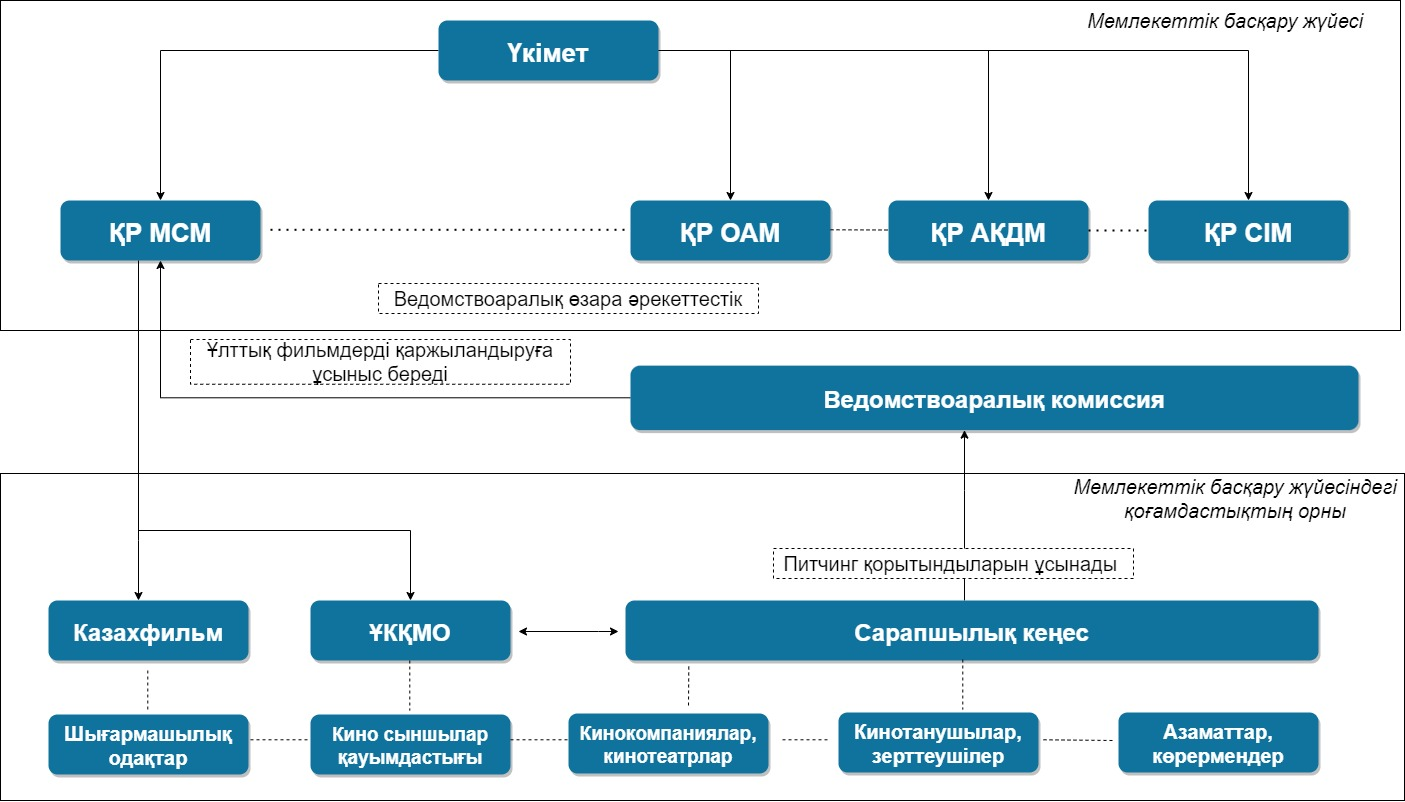 Мемлекеттік басқару жүйесі
Үкімет
ҚР МСМ
ҚР ОАМ
ҚР АҚДМ
ҚР СІМ
Ведомствоаралық өзара әрекеттестік
Ұлттық фильмдерді қаржыландыруға
ұсыныс береді
Ведомствоаралық комиссия
Мемлекеттік басқару жүйесіндегі
қоғамдастықтың орны
Питчинг қорытындыларын ұсынады
Казахфильм
ҰКҚМО
Сарапшылық кеңес
Шығармашылық
одақтар
Кино сыншылар
қауымдастығы
Кинокомпаниялар,
кинотеатрлар
Кинотанушылар,
зерттеушілер
Азаматтар,
көрермендер